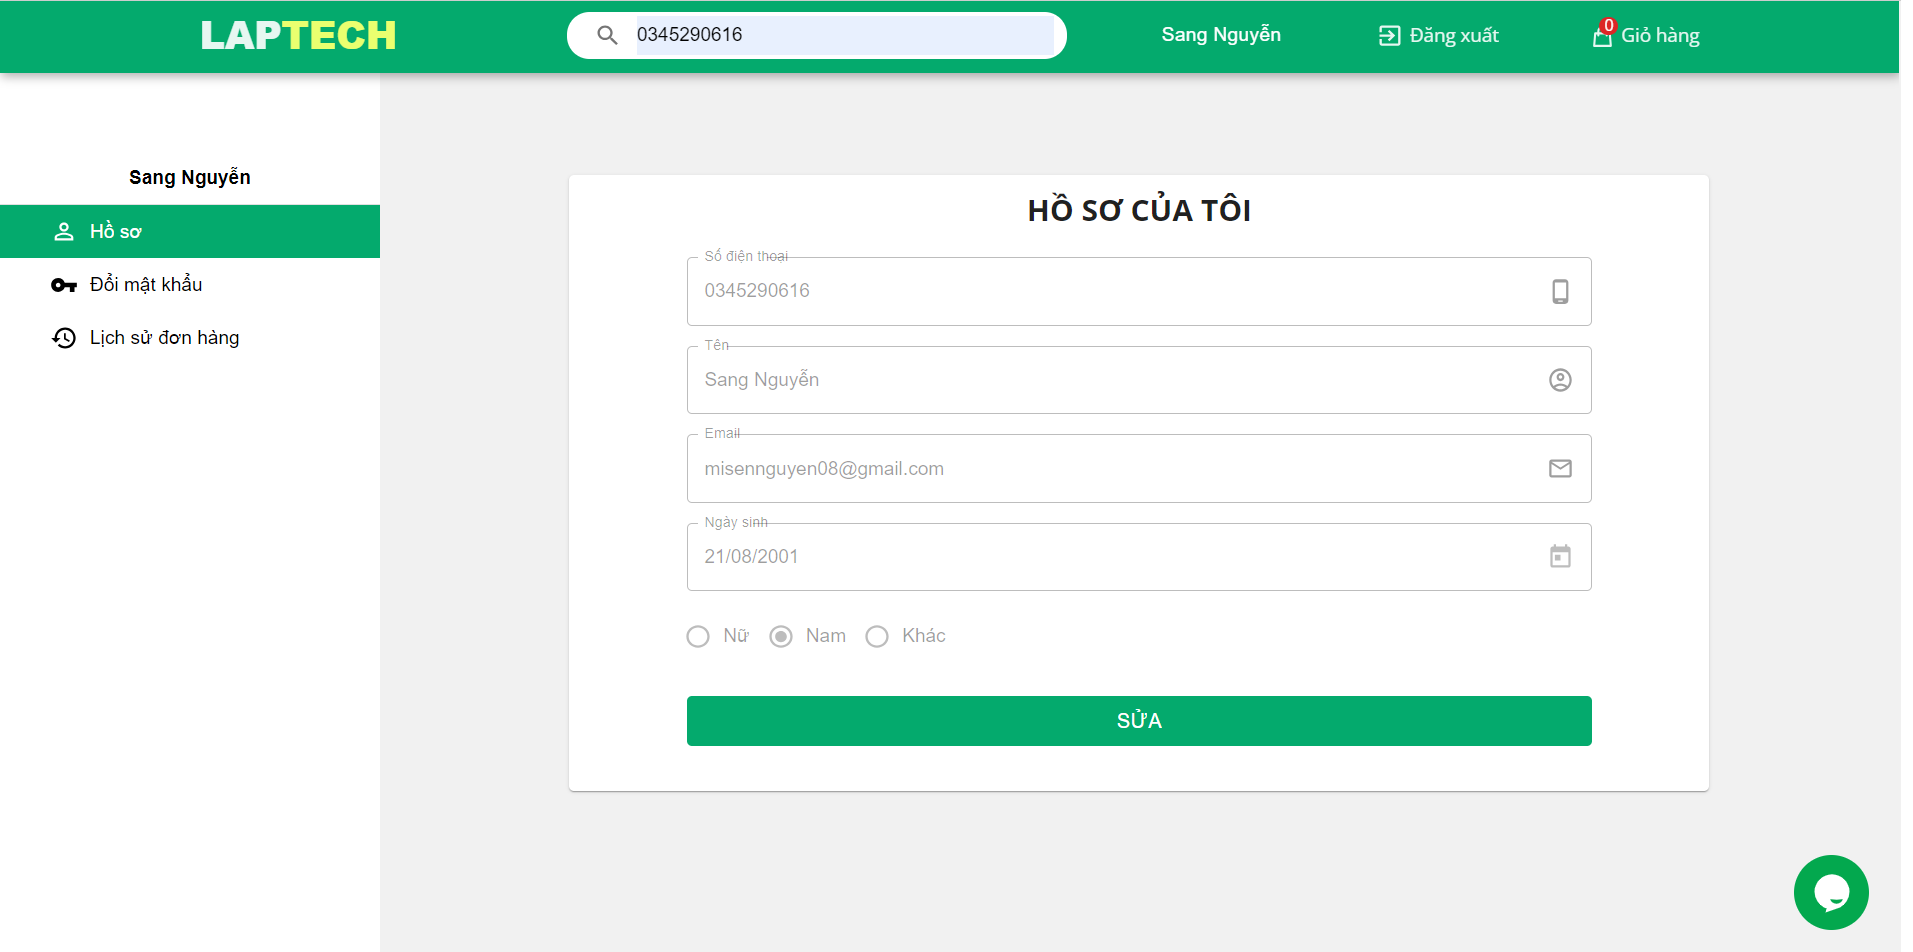 LAPTECH
0345290616
Sang Nguyễn
Đăng xuất
0
Giỏ hàng
Sang Nguyễn
Hồ sơ
Đổi mật khẩu
Lịch sử đơn hàng
HỒ SƠ CỦA TÔI
Số điện thoại
0345290616
Tên
Sang Nguyễn
Email
misennguyen08@gmail.com
Ngày sinh
21/08/2001
Nữ Nam Khác
SỬA